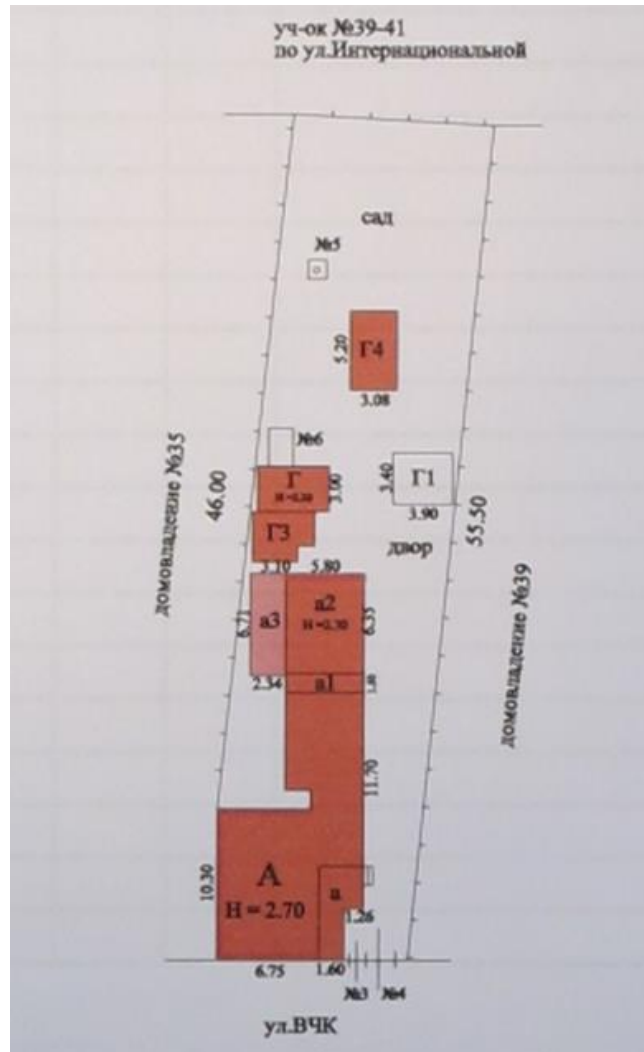 уч-ок №39-41
по ул.Интернациональной
сад
№5
5.20
Г4
3.08
№6
Г
3.00
3.40
Г1
3.90
домовладение №35
46.00
55.50
Г3
двор
3.10
5.80
6.71
а3
а2
Н =2.30
6.35
2.34
а1
домовладение №39
11.70
10.30
А
Н = 2.70
а
1.26
6.75
1.60
№3
№4
ул.ВЧК